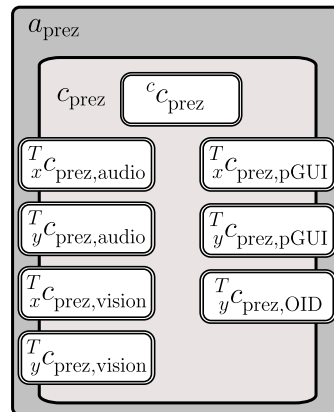 a_prez
c_prez ^c c_prez
^T_x c_prez,audio ^T_x c_prez,pGUI
^T_y c_prez,audio ^T_y c_prez,pGUI
^T_x c_prez,vision ^T_y c_prez,OID
^T_y c_prez,vision